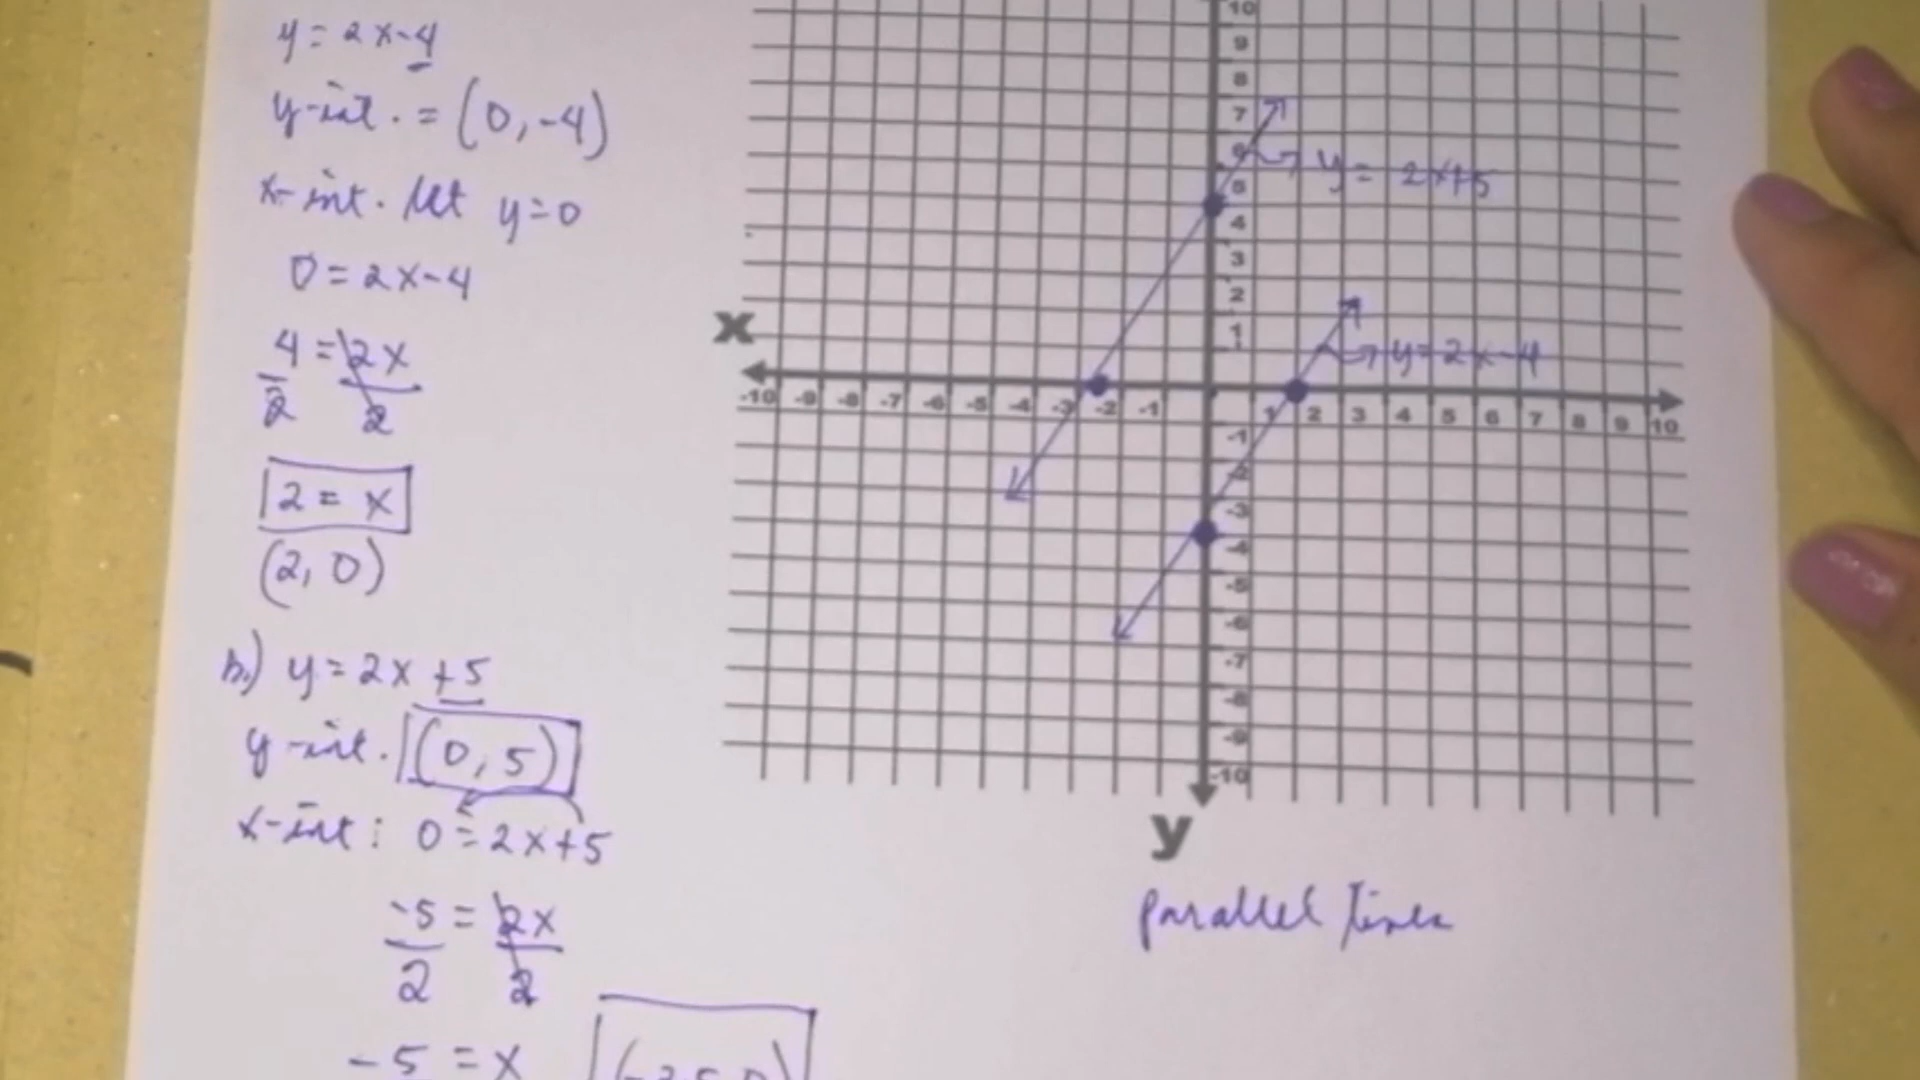 y = 2x-4
y-int. = (0, -4)
x-int. let y=0
0 = 2x-4
4 = 2x
2 2
2 = x
(2, 0)
b.) y = 2x +5
y-int. (0, 5)
x-int: 0 = 2x+5
-5 = 2x
2 2
-5 = x
10
9
8
7
6
y = 2x+5
5
4
3
2
1
y = 2x-4
x
-10 -9 -8 -7 -6 -5 -4 -3 -2 -1 1 2 3 4 5 6 7 8 9 10
-1
-2
-3
-4
-5
-6
-7
-8
-9
-10
y
parallel lines